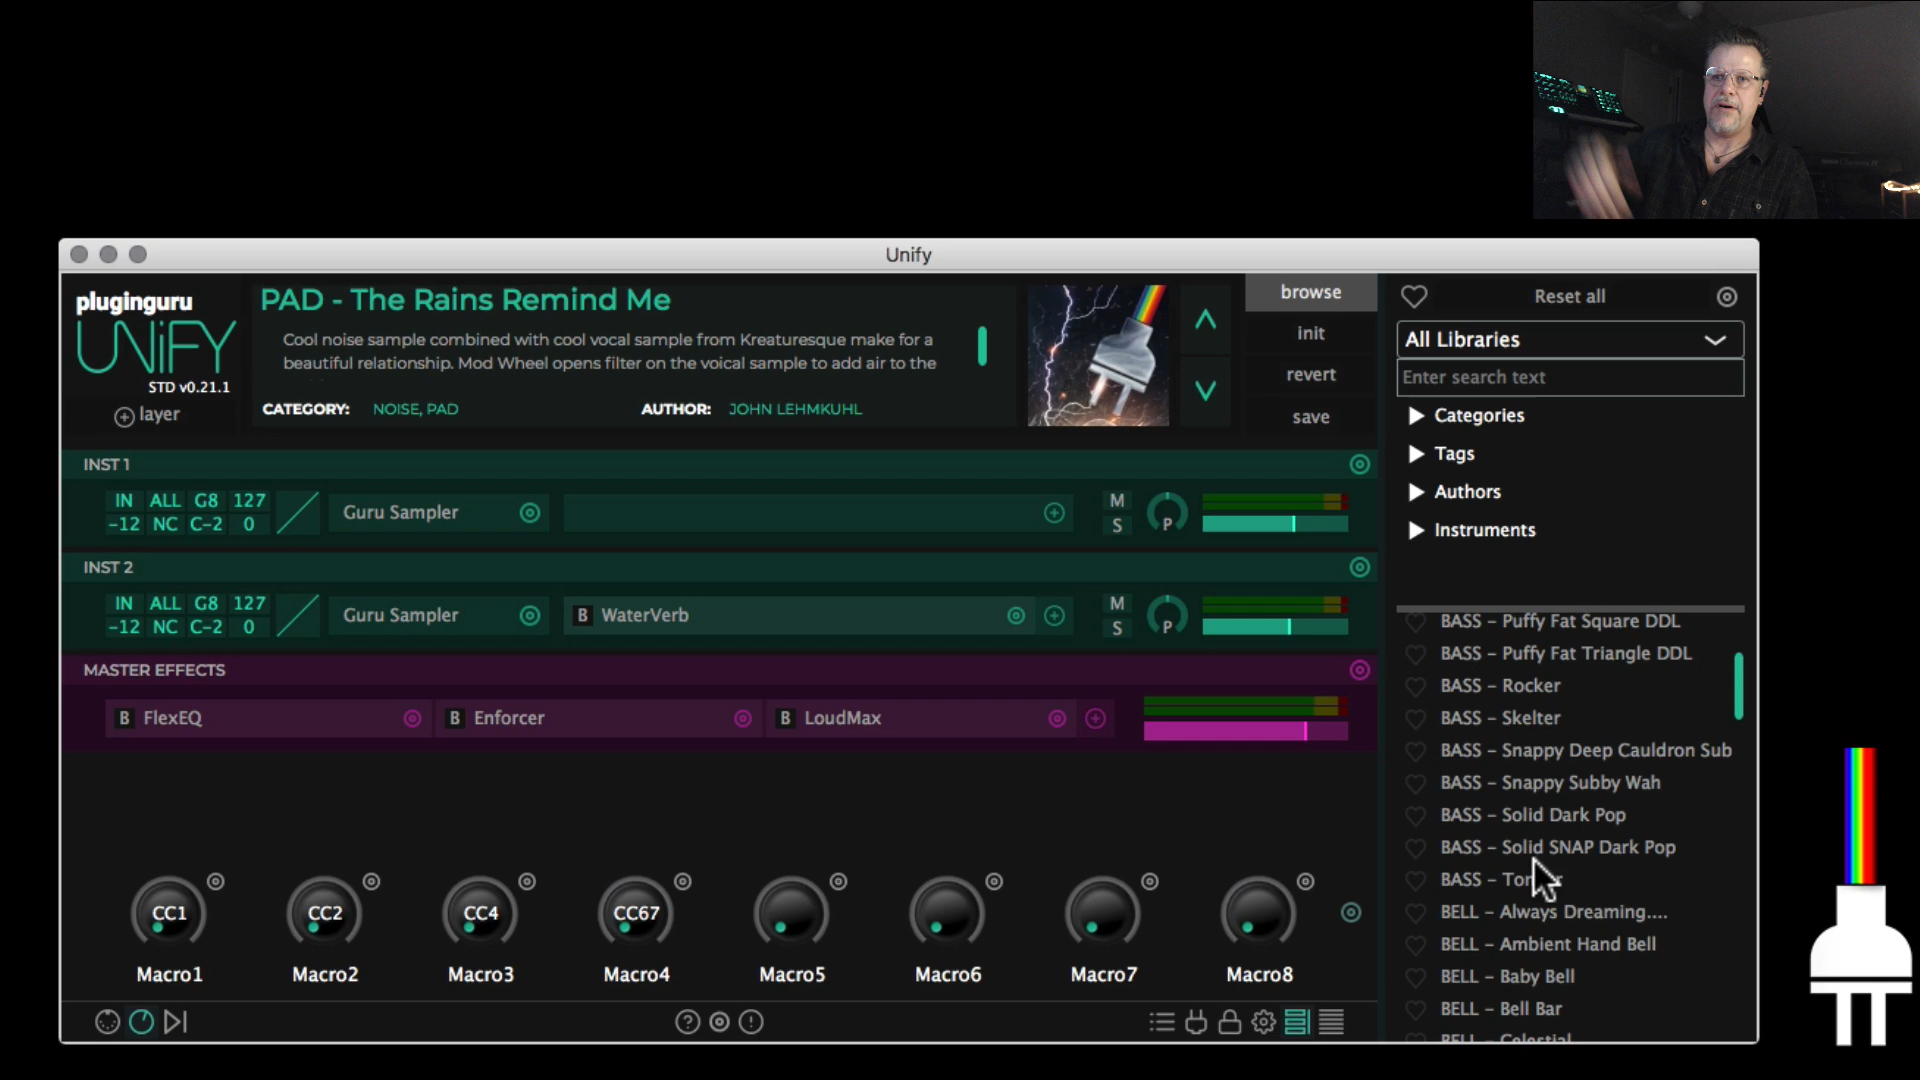 Unify
pluginguru
UNiFY
STD v0.21.1
layer
PAD - The Rains Remind Me
Cool noise sample combined with cool vocal sample from Kreaturesque make for a
beautiful relationship. Mod Wheel opens filter on the voical sample to add air to the
CATEGORY: NOISE, PAD
AUTHOR: JOHN LEHMKUHL
browse
init
revert
save
INST 1
IN ALL G8 127
-12 NC C-2 0
Guru Sampler
M
S
P
INST 2
IN ALL G8 127
-12 NC C-2 0
Guru Sampler
B WaterVerb
M
S
P
MASTER EFFECTS
B FlexEQ
B Enforcer
B LoudMax
CC1
CC2
CC4
CC67
Macro1
Macro2
Macro3
Macro4
Macro5
Macro6
Macro7
Macro8
Reset all
All Libraries
Enter search text
Categories
Tags
Authors
Instruments
BASS - Puffy Fat Square DDL
BASS - Puffy Fat Triangle DDL
BASS - Rocker
BASS - Skelter
BASS - Snappy Deep Cauldron Sub
BASS - Snappy Subby Wah
BASS - Solid Dark Pop
BASS - Solid SNAP Dark Pop
BASS -
BELL - Always Dreaming....
BELL - Ambient Hand Bell
BELL - Baby Bell
BELL - Bell Bar
BELL - Celestial